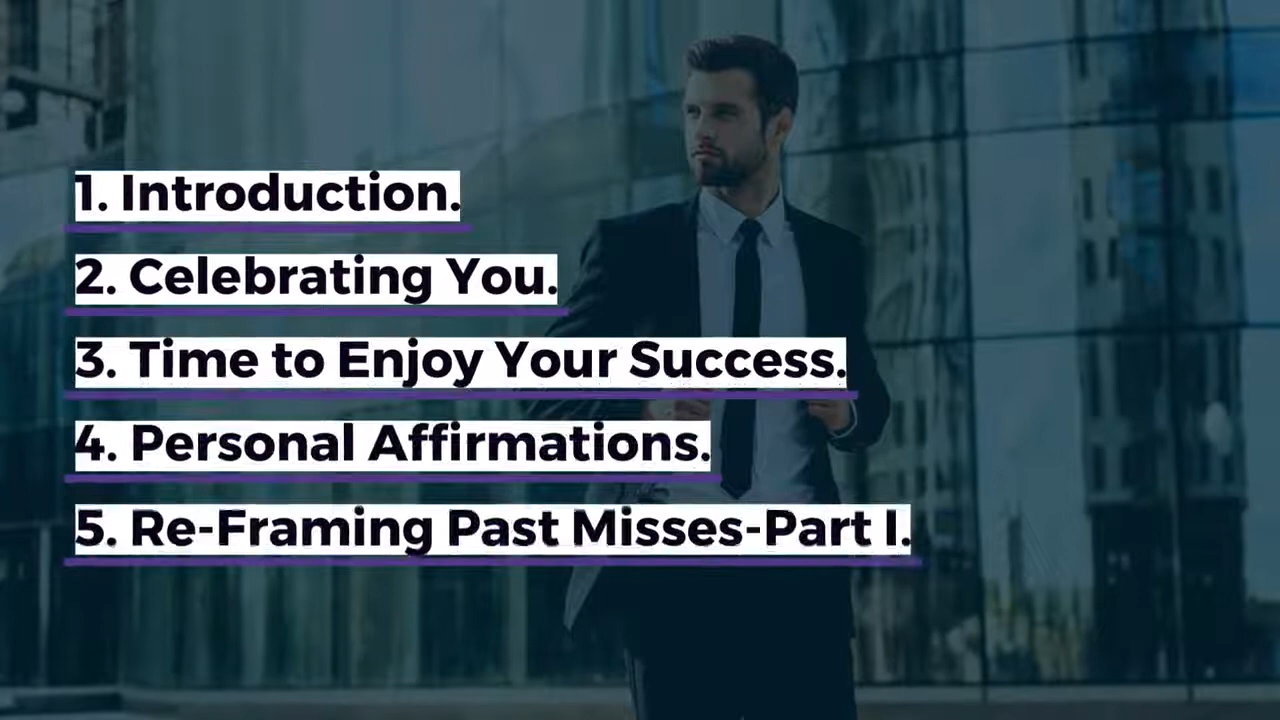 1. Introduction.
2. Celebrating You.
3. Time to Enjoy Your Success.
4. Personal Affirmations.
5. Re-Framing Past Misses-Part I.